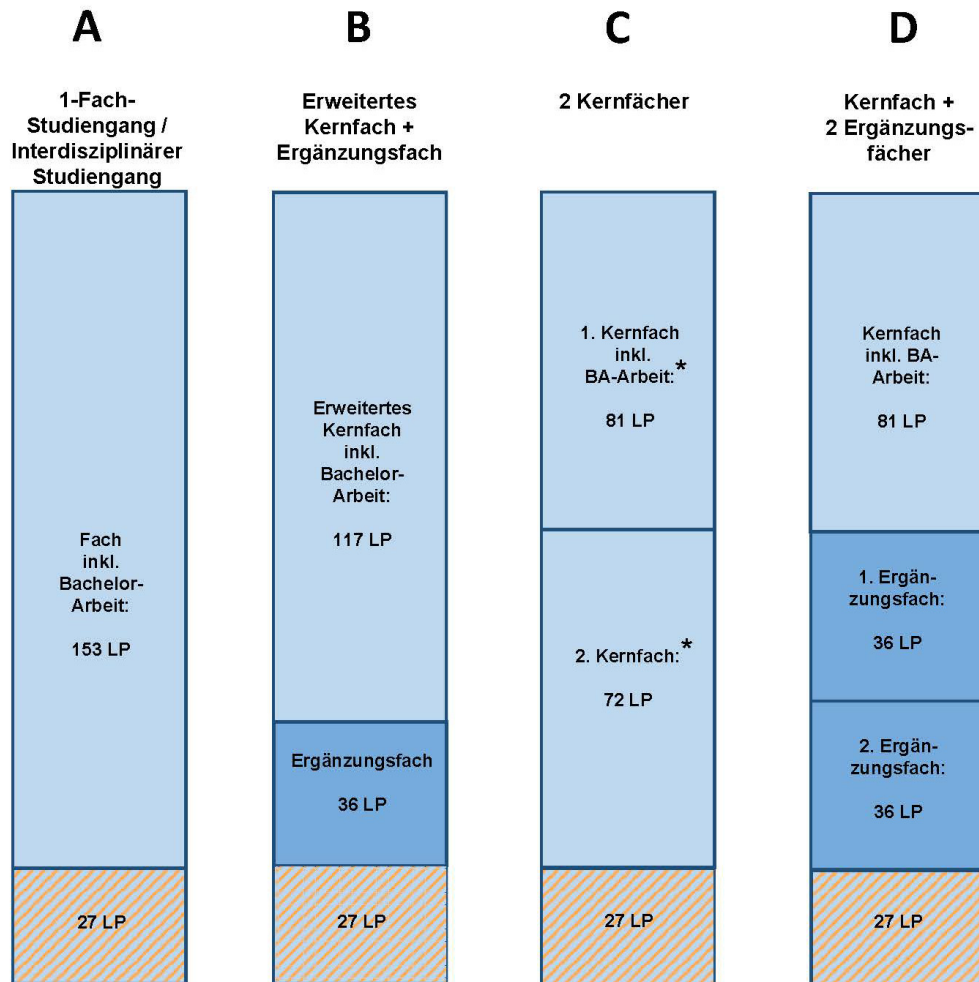 A
1-Fach-
Studiengang /
Interdisziplinärer
Studiengang
Fach
inkl.
Bachelor-
Arbeit:
153 LP
27 LP
B
Erweitertes
Kernfach +
Ergänzungsfach
Erweitertes
Kernfach
inkl.
Bachelor-
Arbeit:
117 LP
Ergänzungsfach
36 LP
27 LP
C
2 Kernfächer
1. Kernfach
inkl.
BA-Arbeit:*
81 LP
2. Kernfach:*
72 LP
27 LP
D
Kernfach +
2 Ergänzungs-
fächer
Kernfach
inkl. BA-
Arbeit:
81 LP
1. Ergän-
zungsfach:
36 LP
2. Ergän-
zungsfach:
36 LP
27 LP